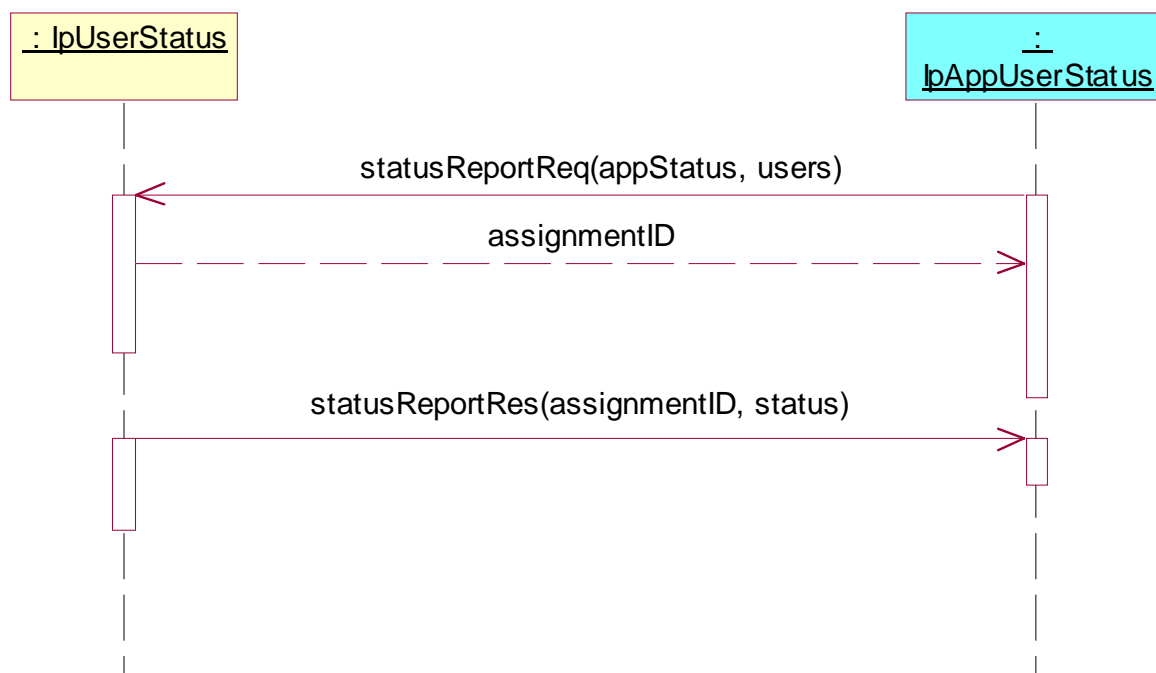 : IpUserStatus
:
IpAppUserStatus
statusReportReq(appStatus, users)
assignmentID
statusReportRes(assignmentID, status)